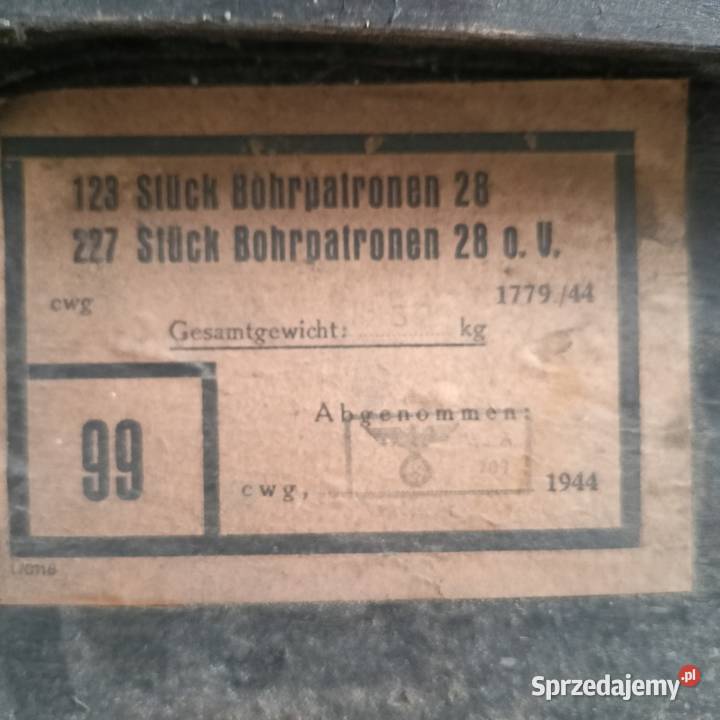 123 Stück Bohrpatronen 28
227 Stück Bohrpatronen 28 o. V.
cwg 1779/44
Gesamtgewicht: kg
Abgenommen:
99
cwg, 1944
Sprzedajemy.pl